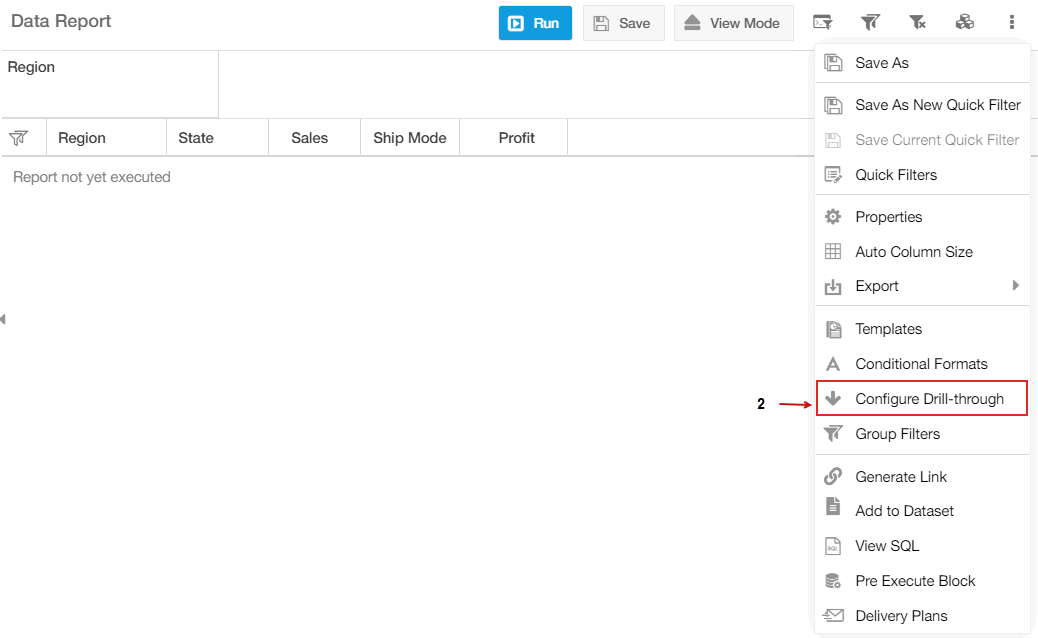 Data Report
Run
Save
View Mode
Region
Region State Sales Ship Mode Profit
Report not yet executed
Save As
Save As New Quick Filter
Save Current Quick Filter
Quick Filters
Properties
Auto Column Size
Export
Templates
Conditional Formats
2
Configure Drill-through
Group Filters
Generate Link
Add to Dataset
SQL View SQL
Pre Execute Block
Delivery Plans